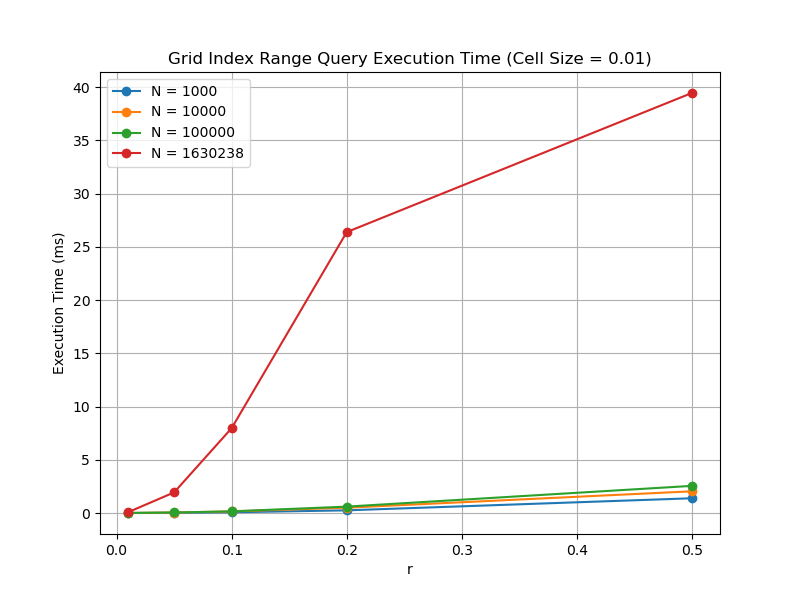 Grid Index Range Query Execution Time (Cell Size = 0.01)
N = 1000
N = 10000
N = 100000
N = 1630238
Execution Time (ms)
40
35
30
25
20
15
10
5
0
0.0 0.1 0.2 0.3 0.4 0.5
r